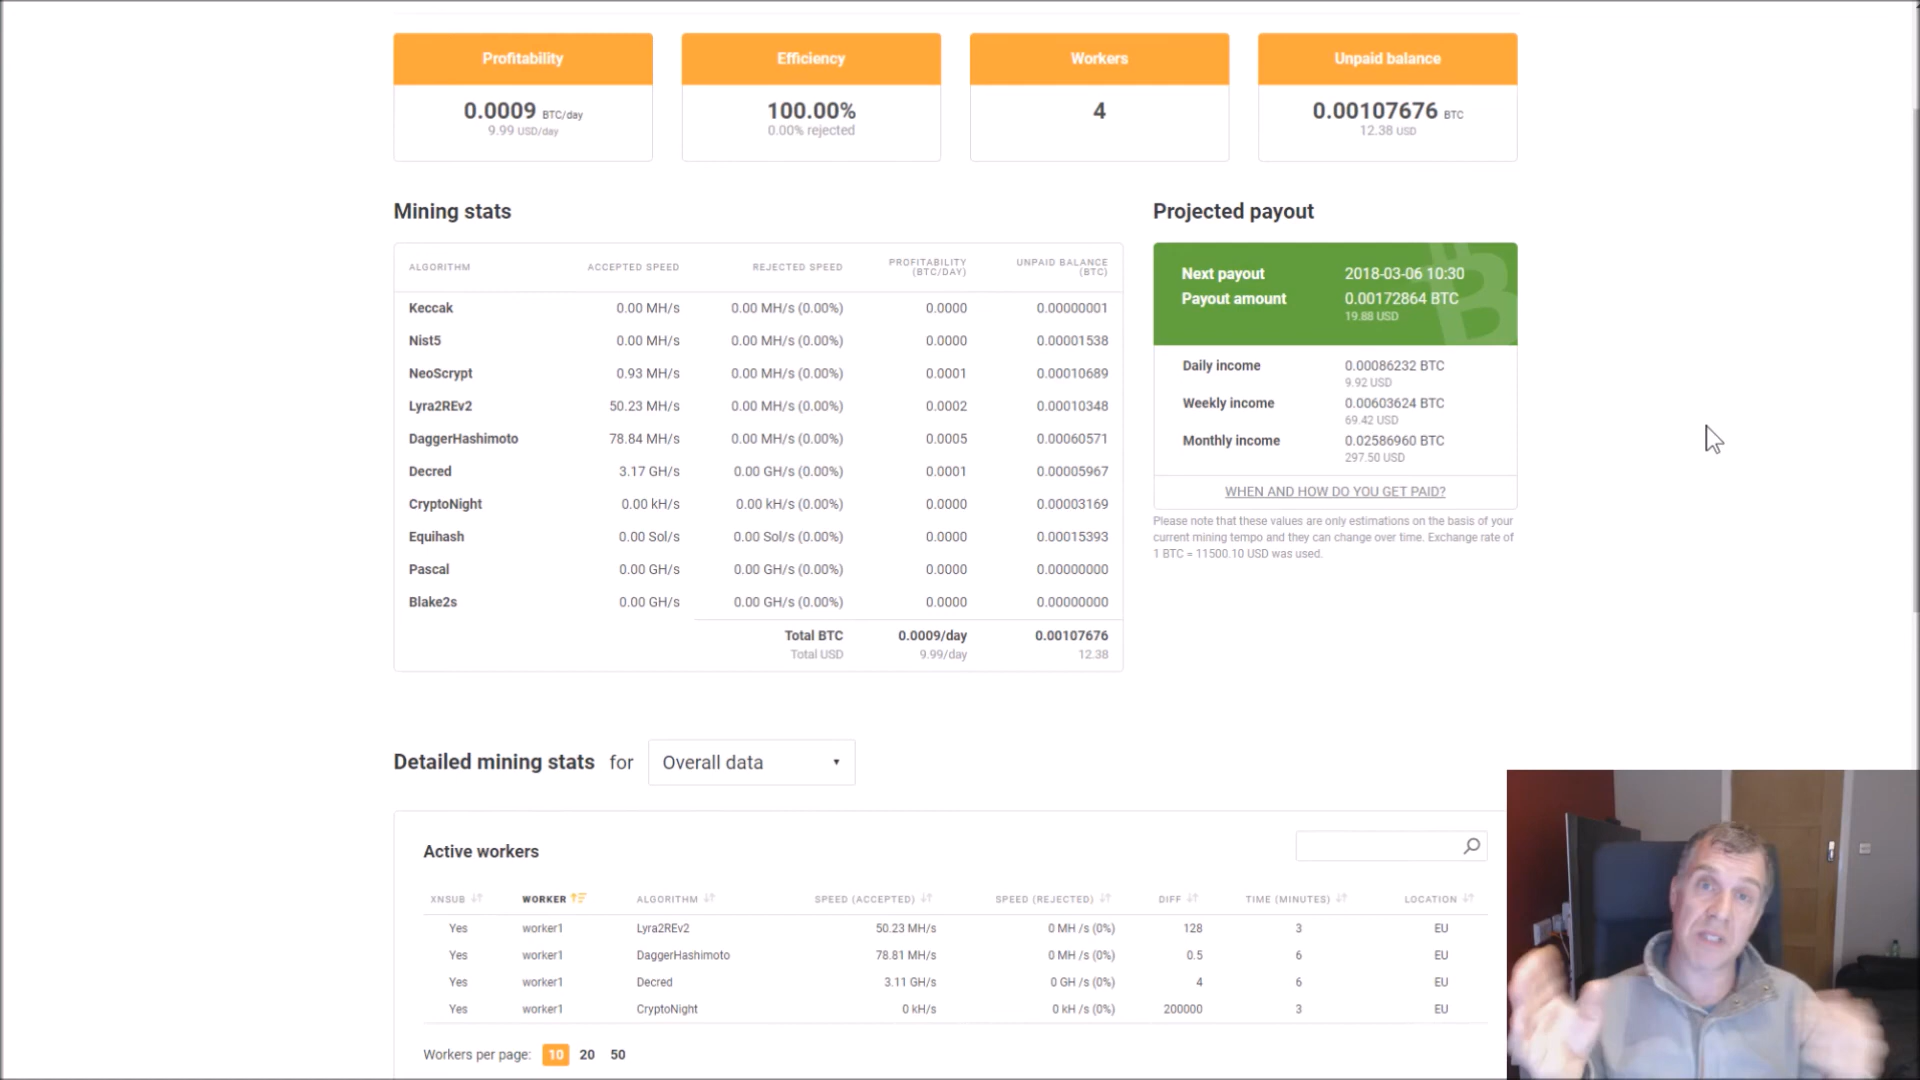 Profitability
0.0009 BTC/day
9.99 USD/day
Efficiency
100.00%
0.00% rejected
Workers
4
Unpaid balance
0.00107676 BTC
12.38 USD
Mining stats
ALGORITHM ACCEPTED SPEED REJECTED SPEED PROFITABILITY (BTC/DAY) UNPAID BALANCE (BTC)
Keccak 0.00 MH/s 0.00 MH/s (0.00%) 0.0000 0.00000001
Nist5 0.00 MH/s 0.00 MH/s (0.00%) 0.0000 0.00001538
NeoScrypt 0.93 MH/s 0.00 MH/s (0.00%) 0.0001 0.00010689
Lyra2REv2 50.23 MH/s 0.00 MH/s (0.00%) 0.0002 0.00010348
DaggerHashimoto 78.84 MH/s 0.00 MH/s (0.00%) 0.0005 0.00060571
Decred 3.17 GH/s 0.00 GH/s (0.00%) 0.0001 0.00005967
CryptoNight 0.00 kH/s 0.00 kH/s (0.00%) 0.0000 0.00003169
Equihash 0.00 Sol/s 0.00 Sol/s (0.00%) 0.0000 0.00015393
Pascal 0.00 GH/s 0.00 GH/s (0.00%) 0.0000 0.00000000
Blake2s 0.00 GH/s 0.00 GH/s (0.00%) 0.0000 0.00000000
Total BTC 0.0009/day 0.00107676
Total USD 9.99/day 12.38
Projected payout
Next payout 2018-03-06 10:30
Payout amount 0.00172864 BTC
19.88 USD
Daily income 0.00086232 BTC
9.92 USD
Weekly income 0.00603624 BTC
69.42 USD
Monthly income 0.02586960 BTC
297.50 USD
WHEN AND HOW DO YOU GET PAID?
Please note that these values are only estimations on the basis of your
current mining tempo and they can change over time. Exchange rate of
1 BTC = 11500.10 USD was used.
Detailed mining stats for Overall data
Active workers
XNSUB WORKER ALGORITHM SPEED (ACCEPTED) SPEED (REJECTED) DIFF TIME (MINUTES) LOCATION
Yes worker1 Lyra2REv2 50.23 MH/s 0 MH /s (0%) 128 3 EU
Yes worker1 DaggerHashimoto 78.81 MH/s 0 MH /s (0%) 0.5 6 EU
Yes worker1 Decred 3.11 GH/s 0 GH /s (0%) 4 6 EU
Yes worker1 CryptoNight 0 kH/s 0 kH /s (0%) 200000 3 EU
Workers per page: 10 20 50